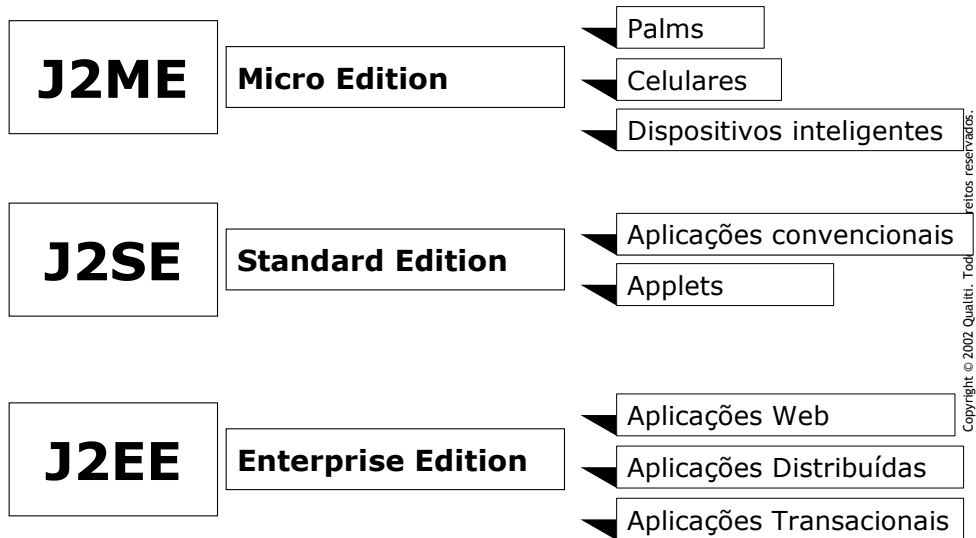 J2ME
Micro Edition
Palms
Celulares
Dispositivos inteligentes
J2SE
Standard Edition
Aplicações convencionais
Applets
J2EE
Enterprise Edition
Aplicações Web
Aplicações Distribuídas
Aplicações Transacionais
Copyright © 2002 Qualiti. reservados.